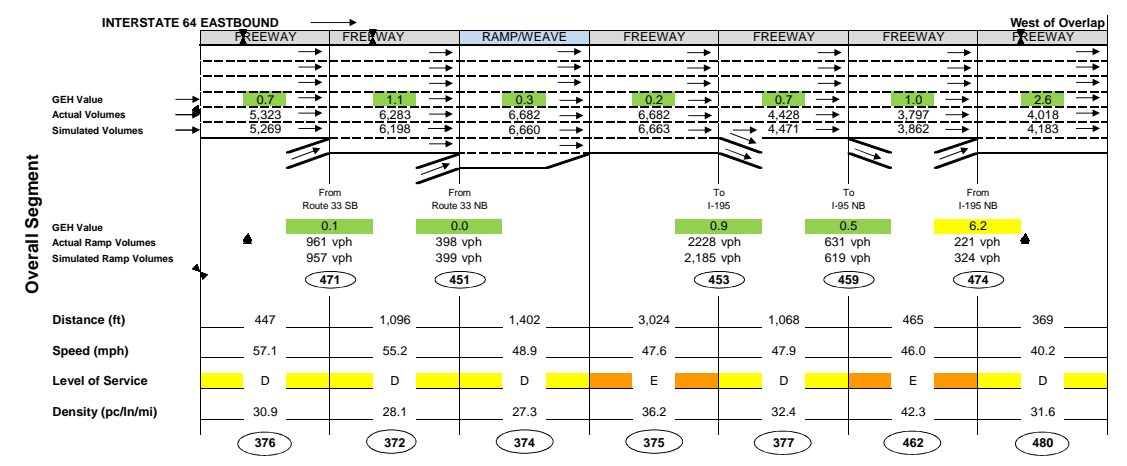 INTERSTATE 64 EASTBOUND West of Overlap
FREEWAY FREEWAY RAMP/WEAVE FREEWAY FREEWAY FREEWAY FREEWAY
GEH Value 0.7 1.1 0.3 0.2 0.7 1.0 2.6
Actual Volumes 5,323 6,283 6,682 6,682 4,428 3,797 4,018
Simulated Volumes 5,269 6,198 6,660 6,663 4,471 3,862 4,183
Overall Segment
From From To To From
Route 33 SB Route 33 NB I-195 I-95 NB I-195 NB
GEH Value 0.1 0.0 0.9 0.5 6.2
Actual Ramp Volumes 961 vph 398 vph 2228 vph 631 vph 221 vph
Simulated Ramp Volumes 957 vph 399 vph 2,185 vph 619 vph 324 vph
471 451 453 459 474
Distance (ft) 447 1,096 1,402 3,024 1,068 465 369
Speed (mph) 57.1 55.2 48.9 47.6 47.9 46.0 40.2
Level of Service D D D E D E D
Density (pc/ln/mi) 30.9 28.1 27.3 36.2 32.4 42.3 31.6
376 372 374 375 377 462 480